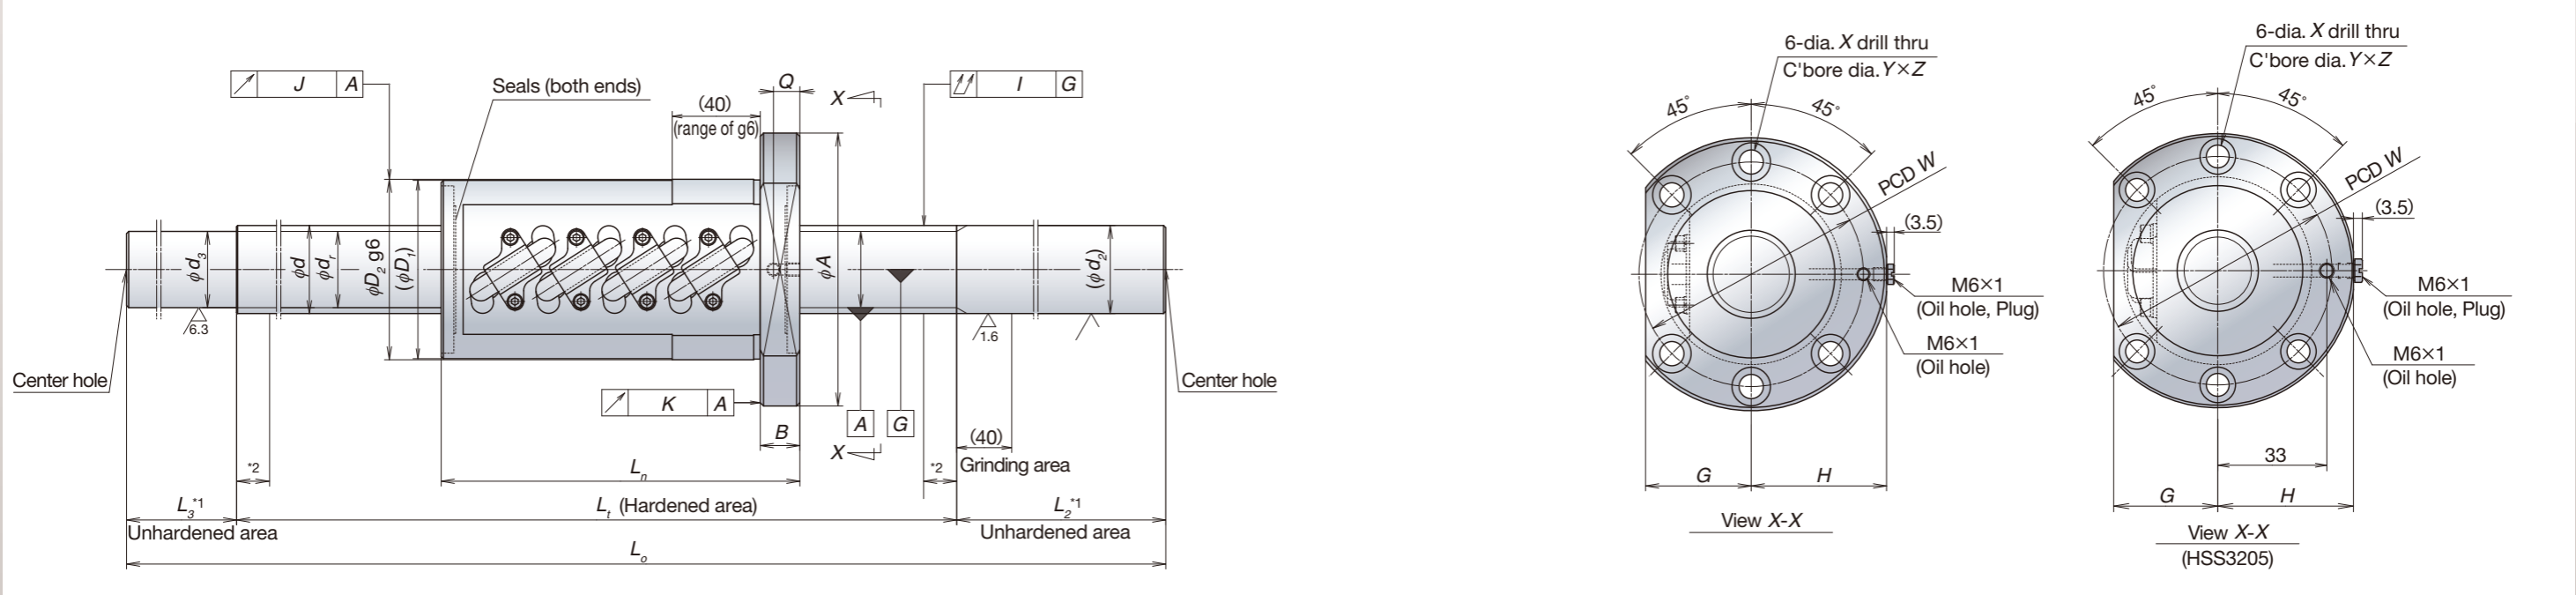 J A
Seals (both ends)
(40)
(range of g6)
Q
X
I G
φd₃
φd
φdᵣ
φD₂ g6
(φD₁)
φA
(φd₂)
6.3
1.6
Center hole
Center hole
K A
B
A
G
X
(40)
Grinding area
*2
*2
Lₙ
L₃*1
Lₜ (Hardened area)
L₂*1
Unhardened area
Unhardened area
Lₒ
6-dia. X drill thru
C'bore dia. Y×Z
45°
45°
PCD W
(3.5)
M6×1
(Oil hole, Plug)
M6×1
(Oil hole)
G
H
View X-X
6-dia. X drill thru
C'bore dia. Y×Z
45°
45°
PCD W
(3.5)
M6×1
(Oil hole, Plug)
M6×1
(Oil hole)
33
G
H
View X-X
(HSS3205)